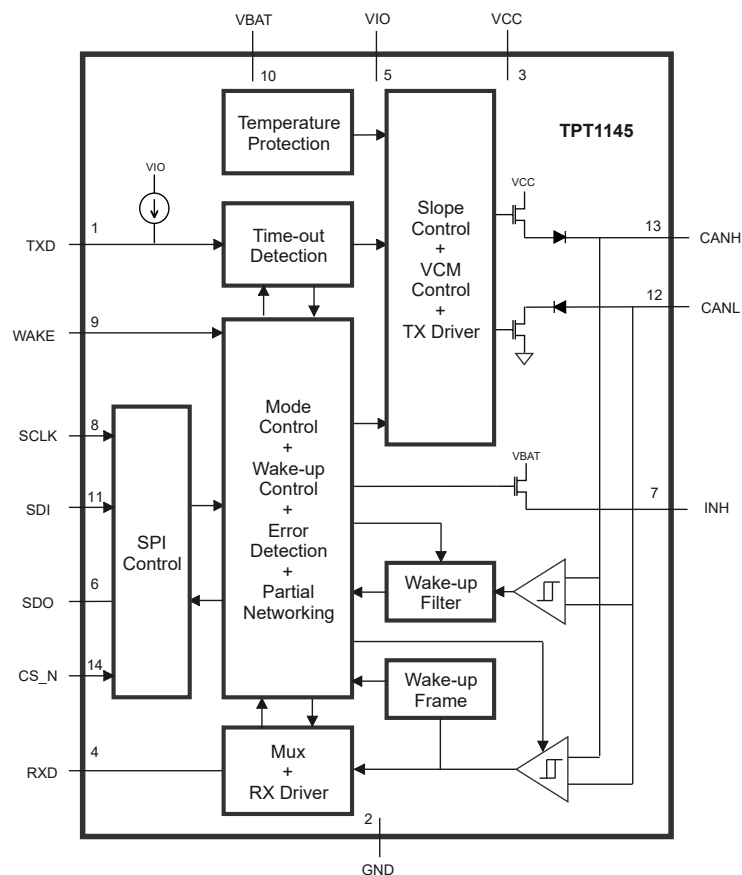 VBAT
VIO
VCC
10
5
3
Temperature
Protection
TPT1145
VIO
VCC
Slope
Control
+
VCM
Control
+
TX Driver
1
TXD
Time-out
Detection
13
CANH
12
CANL
9
WAKE
Mode
Control
+
Wake-up
Control
+
Error
Detection
+
Partial
Networking
8
SCLK
VBAT
7
INH
11
SDI
SPI
Control
6
SDO
Wake-up
Filter
14
CS_N
Wake-up
Frame
4
RXD
Mux
+
RX Driver
2
GND